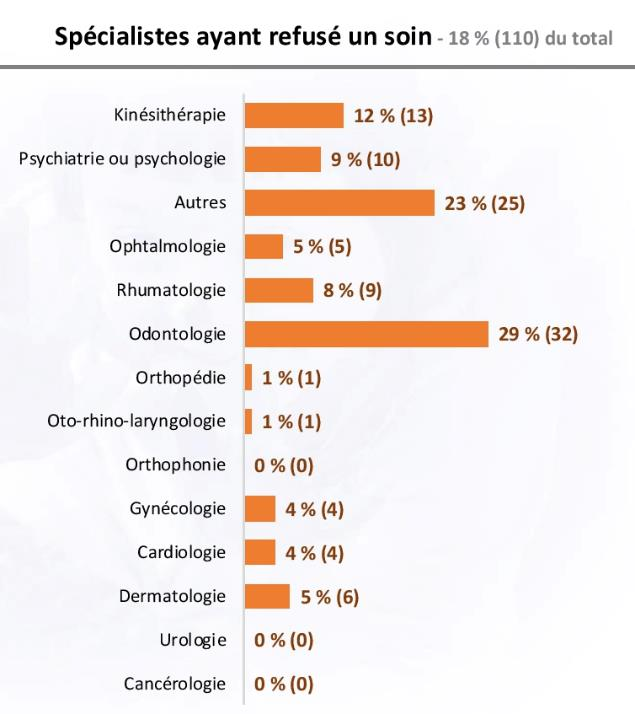 Spécialistes ayant refusé un soin - 18 % (110) du total
Kinésithérapie 12 % (13)
Psychiatrie ou psychologie 9 % (10)
Autres 23 % (25)
Ophtalmologie 5 % (5)
Rhumatologie 8 % (9)
Odontologie 29 % (32)
Orthopédie 1 % (1)
Oto-rhino-laryngologie 1 % (1)
Orthophonie 0 % (0)
Gynécologie 4 % (4)
Cardiologie 4 % (4)
Dermatologie 5 % (6)
Urologie 0 % (0)
Cancérologie 0 % (0)